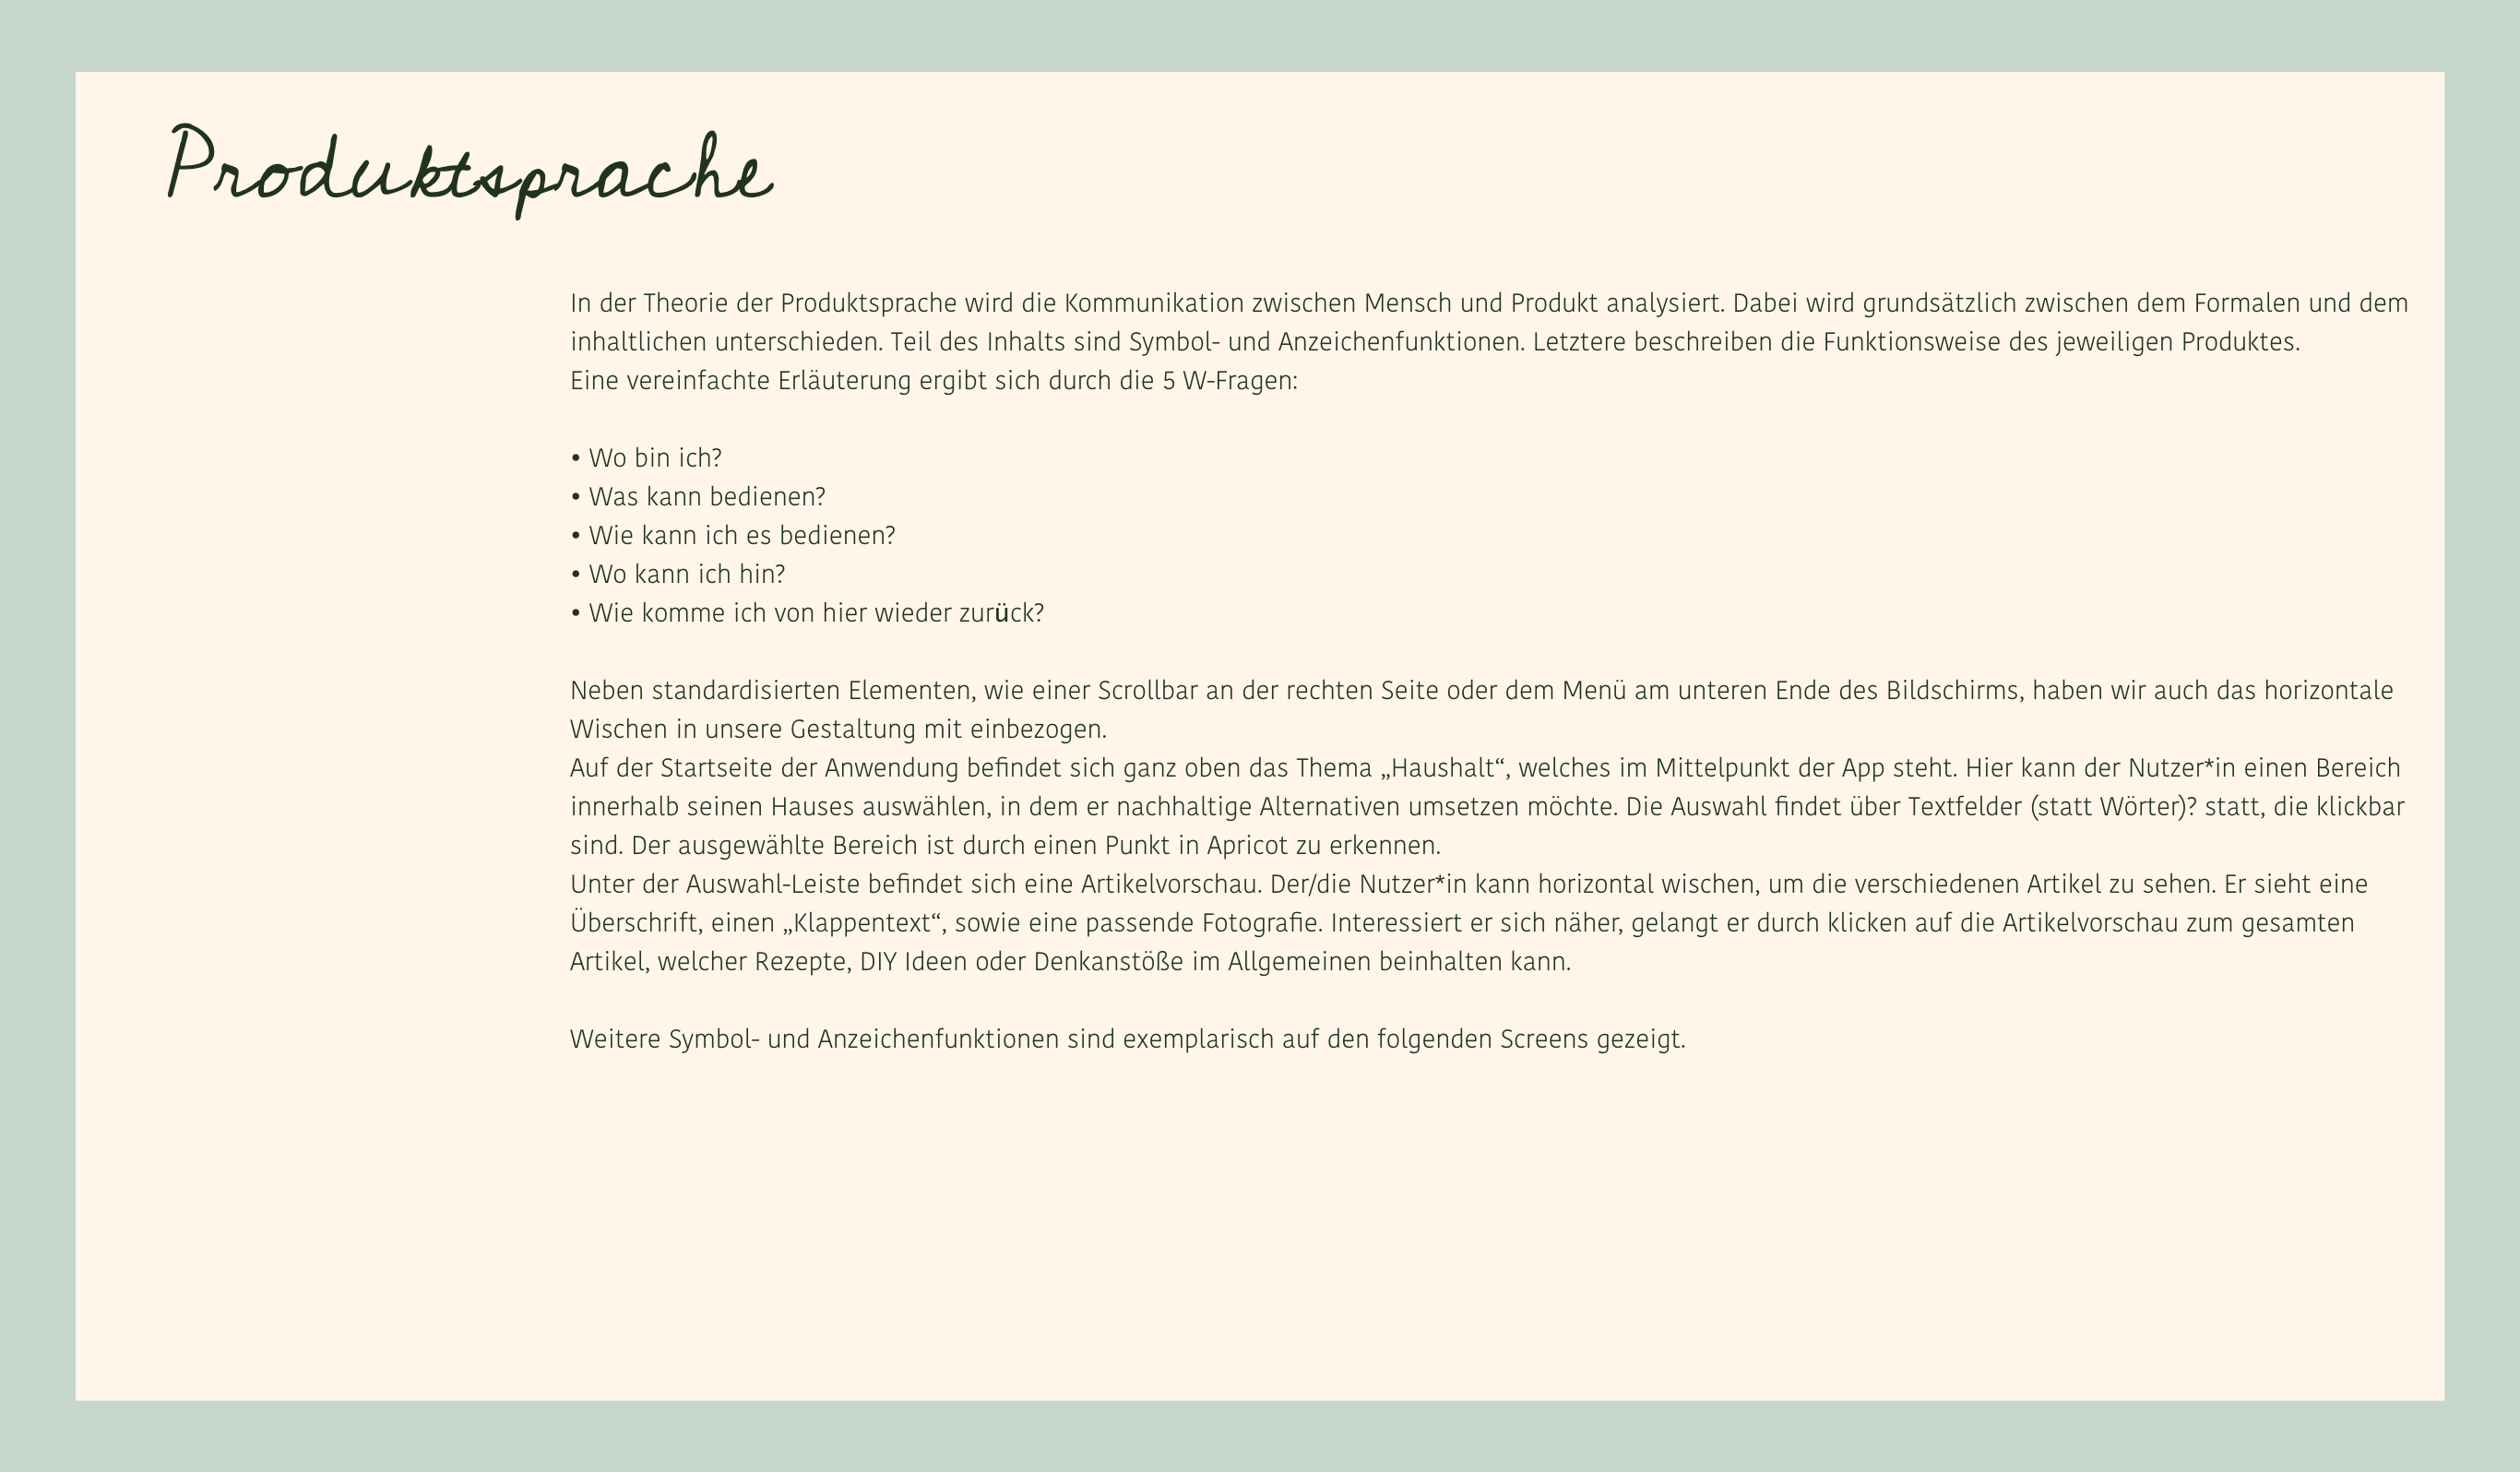 Produktsprache
In der Theorie der Produktsprache wird die Kommunikation zwischen Mensch und Produkt analysiert. Dabei wird grundsätzlich zwischen dem Formalen und dem
inhaltlichen unterschieden. Teil des Inhalts sind Symbol- und Anzeichenfunktionen. Letztere beschreiben die Funktionsweise des jeweiligen Produktes.
Eine vereinfachte Erläuterung ergibt sich durch die 5 W-Fragen:
• Wo bin ich?
• Was kann bedienen?
• Wie kann ich es bedienen?
• Wo kann ich hin?
• Wie komme ich von hier wieder zurück?
Neben standardisierten Elementen, wie einer Scrollbar an der rechten Seite oder dem Menü am unteren Ende des Bildschirms, haben wir auch das horizontale
Wischen in unsere Gestaltung mit einbezogen.
Auf der Startseite der Anwendung befindet sich ganz oben das Thema „Haushalt“, welches im Mittelpunkt der App steht. Hier kann der Nutzer*in einen Bereich
innerhalb seinen Hauses auswählen, in dem er nachhaltige Alternativen umsetzen möchte. Die Auswahl findet über Textfelder (statt Wörter)? statt, die klickbar
sind. Der ausgewählte Bereich ist durch einen Punkt in Apricot zu erkennen.
Unter der Auswahl-Leiste befindet sich eine Artikelvorschau. Der/die Nutzer*in kann horizontal wischen, um die verschiedenen Artikel zu sehen. Er sieht eine
Überschrift, einen „Klappentext“, sowie eine passende Fotografie. Interessiert er sich näher, gelangt er durch klicken auf die Artikelvorschau zum gesamten
Artikel, welcher Rezepte, DIY Ideen oder Denkanstöße im Allgemeinen beinhalten kann.
Weitere Symbol- und Anzeichenfunktionen sind exemplarisch auf den folgenden Screens gezeigt.